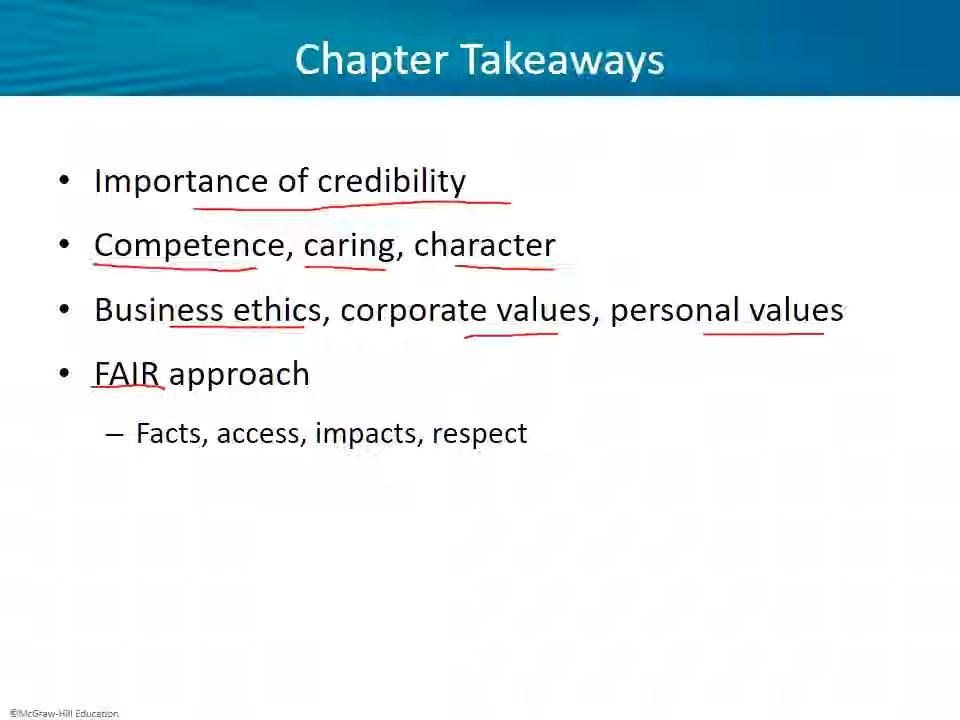 Chapter Takeaways
• Importance of credibility
• Competence, caring, character
• Business ethics, corporate values, personal values
• FAIR approach
– Facts, access, impacts, respect
©McGraw-Hill Education